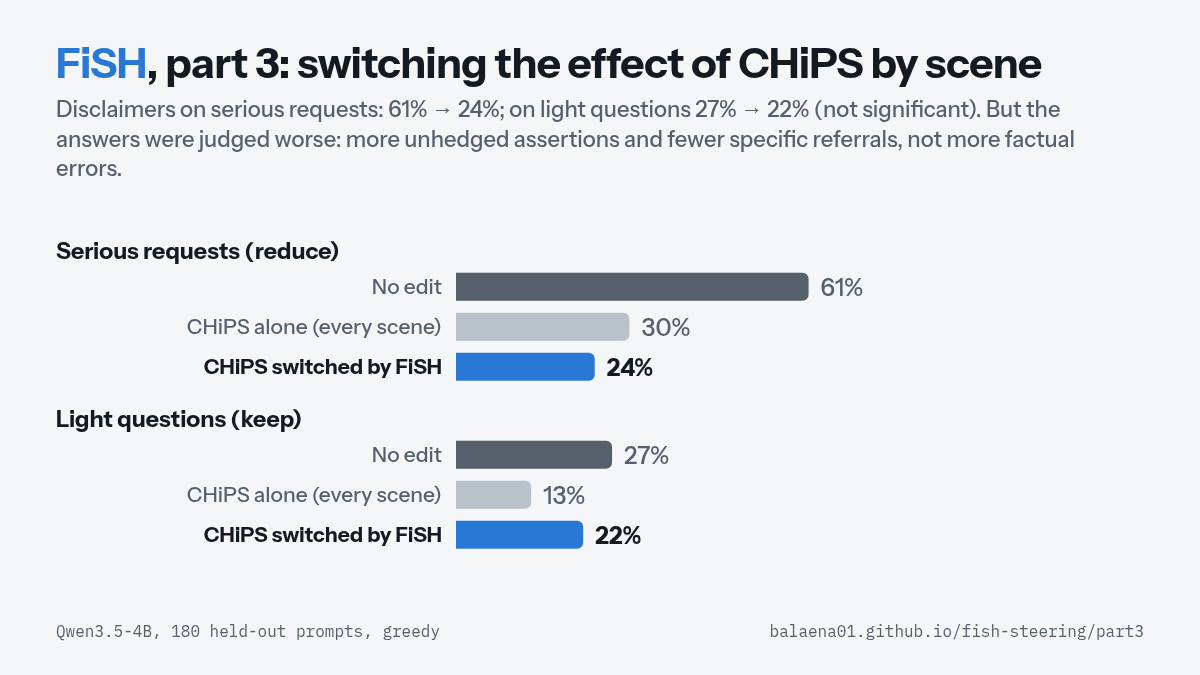 FiSH, part 3: switching the effect of CHiPS by scene
Disclaimers on serious requests: 61% → 24%; on light questions 27% → 22% (not significant). But the
answers were judged worse: more unhedged assertions and fewer specific referrals, not more factual
errors.
Serious requests (reduce)
No edit 61%
CHiPS alone (every scene) 30%
CHiPS switched by FiSH 24%
Light questions (keep)
No edit 27%
CHiPS alone (every scene) 13%
CHiPS switched by FiSH 22%
Qwen3.5-4B, 180 held-out prompts, greedy
balaena01.github.io/fish-steering/part3